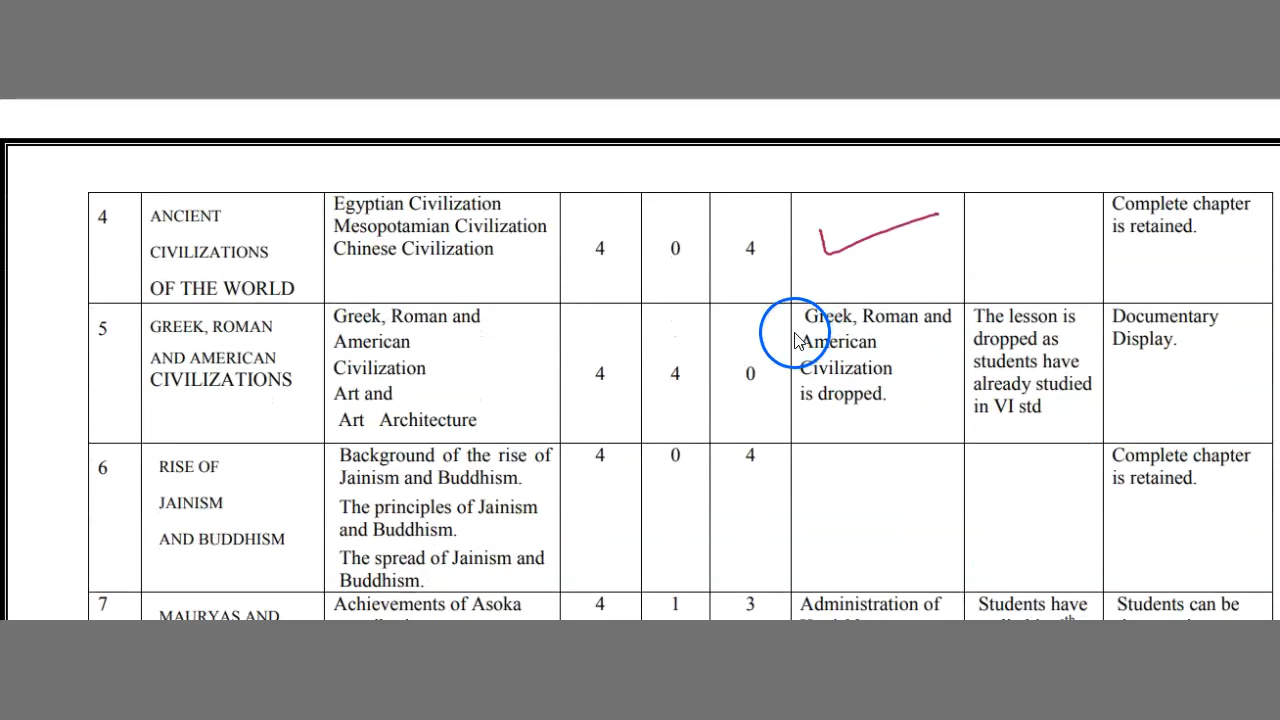 4
ANCIENT
CIVILIZATIONS
OF THE WORLD
Egyptian Civilization
Mesopotamian Civilization
Chinese Civilization
4
0
4
Complete chapter
is retained.
5
GREEK, ROMAN
AND AMERICAN
CIVILIZATIONS
Greek, Roman and
American
Civilization
Art and
Art Architecture
4
4
0
Greek, Roman and
American
Civilization
is dropped.
The lesson is
dropped as
students have
already studied
in VI std
Documentary
Display.
6
RISE OF
JAINISM
AND BUDDHISM
Background of the rise of
Jainism and Buddhism.
The principles of Jainism
and Buddhism.
The spread of Jainism and
Buddhism.
4
0
4
Complete chapter
is retained.
7
MAURYAS AND
Achievements of Asoka
4
1
3
Administration of
Students have
Students can be